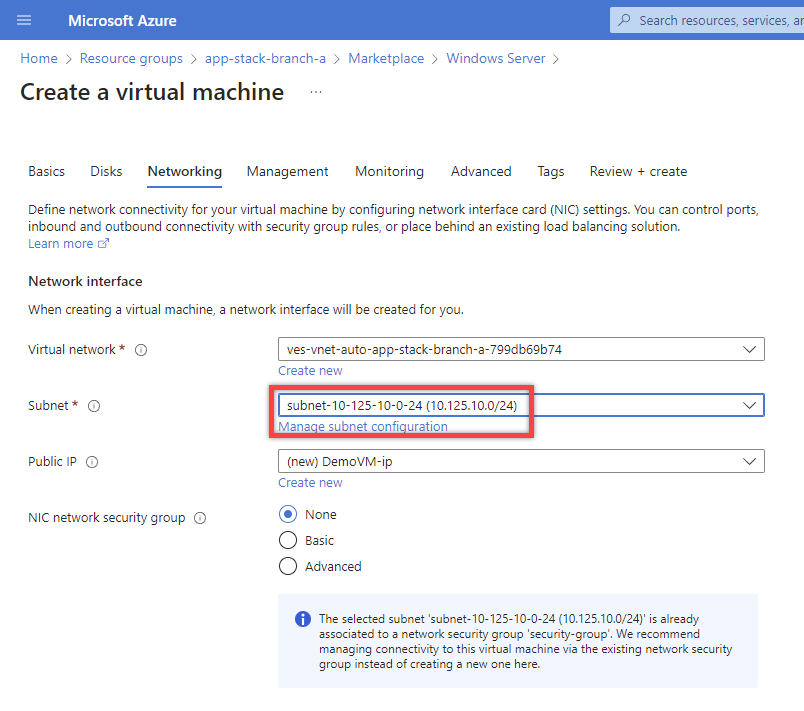 Microsoft Azure
Search resources, services, an
Home > Resource groups > app-stack-branch-a > Marketplace > Windows Server >
Create a virtual machine ...
Basics Disks Networking Management Monitoring Advanced Tags Review + create
Define network connectivity for your virtual machine by configuring network interface card (NIC) settings. You can control ports,
inbound and outbound connectivity with security group rules, or place behind an existing load balancing solution.
Learn more
Network interface
When creating a virtual machine, a network interface will be created for you.
Virtual network *
ves-vnet-auto-app-stack-branch-a-799db69b74
Create new
Subnet *
subnet-10-125-10-0-24 (10.125.10.0/24)
Manage subnet configuration
Public IP
(new) DemoVM-ip
Create new
NIC network security group
None
Basic
Advanced
The selected subnet 'subnet-10-125-10-0-24 (10.125.10.0/24)' is already
associated to a network security group 'security-group'. We recommend
managing connectivity to this virtual machine via the existing network security
group instead of creating a new one here.